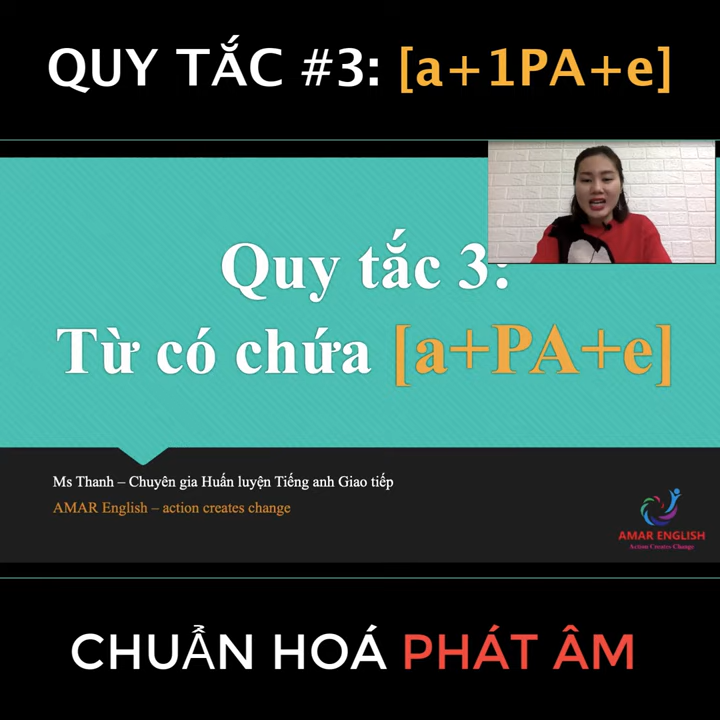 QUY TẮC #3: [a+1PA+e]
Quy tắc 3:
Từ có chứa [a+PA+e]
Ms Thanh – Chuyên gia Huấn luyện Tiếng anh Giao tiếp
AMAR English – action creates change
AMAR ENGLISH
Action Creates Change
CHUẨN HOÁ PHÁT ÂM